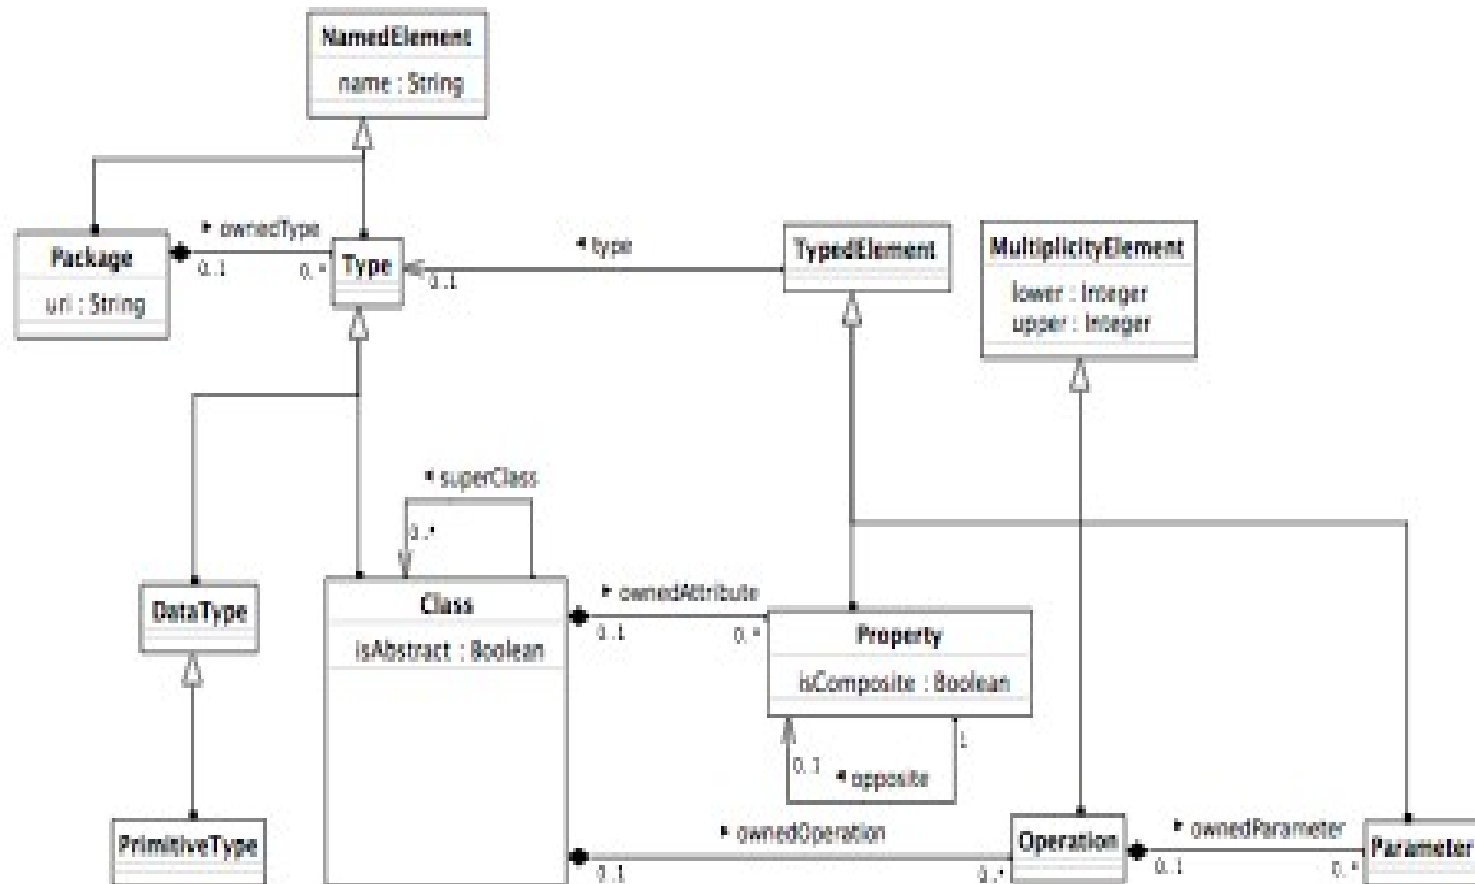 NamedElement
name : String
▸ ownedType
0..1
0..*
Package
uri : String
Type
◂ type
0..1
TypedElement
MultiplicityElement
lower : Integer
upper : Integer
◂ superClass
0..*
DataType
Class
isAbstract : Boolean
▸ ownedAttribute
0..1
0..*
Property
isComposite : Boolean
0..1
1
◂ opposite
PrimitiveType
▸ ownedOperation
0..1
0..*
Operation
▸ ownedParameter
0..1
0..*
Parameter